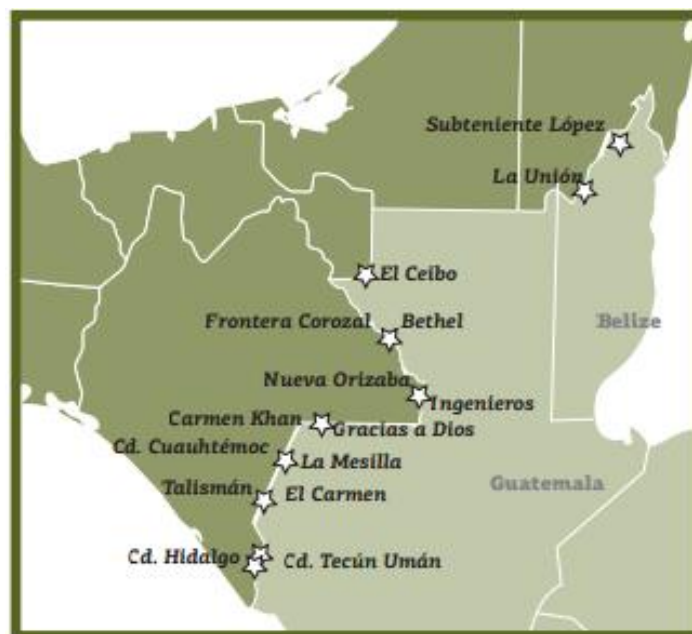 Subteniente López
La Unión
El Ceibo
Frontera Corozal Bethel
Belize
Nueva Orizaba
Ingenieros
Carmen Khan
Gracias a Dios
Cd. Cuauhtémoc
La Mesilla
Talismán
El Carmen
Guatemala
Cd. Hidalgo
Cd. Tecún Umán